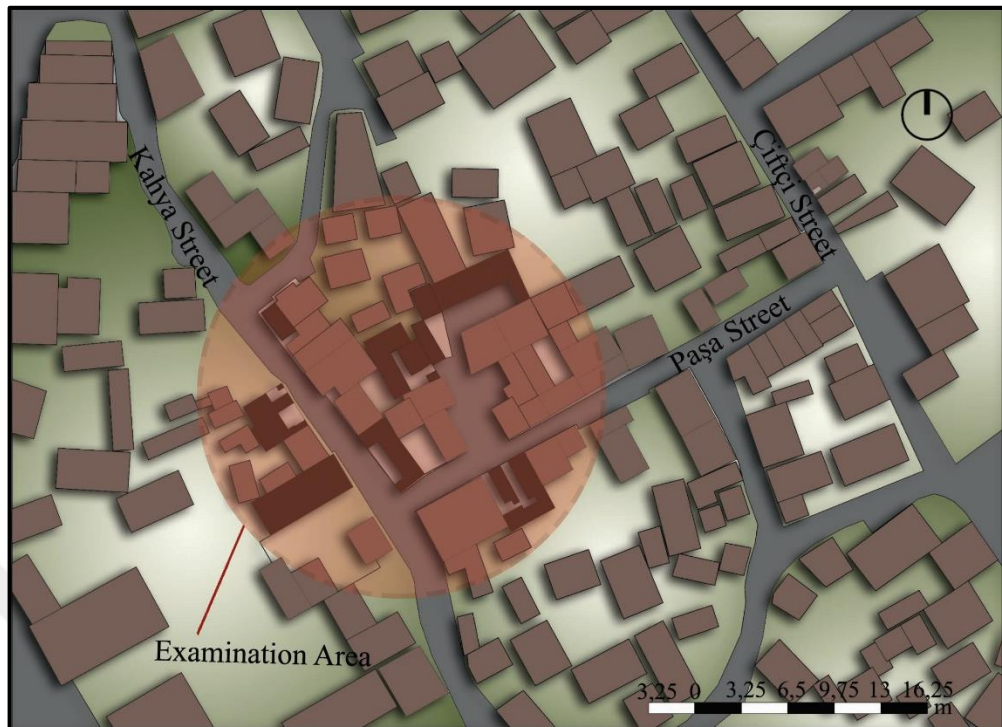 Kahya Street
Çiftçi Street
Paşa Street
Examination Area
3,25 0 3,25 6,5 9,75 13 16,25
m